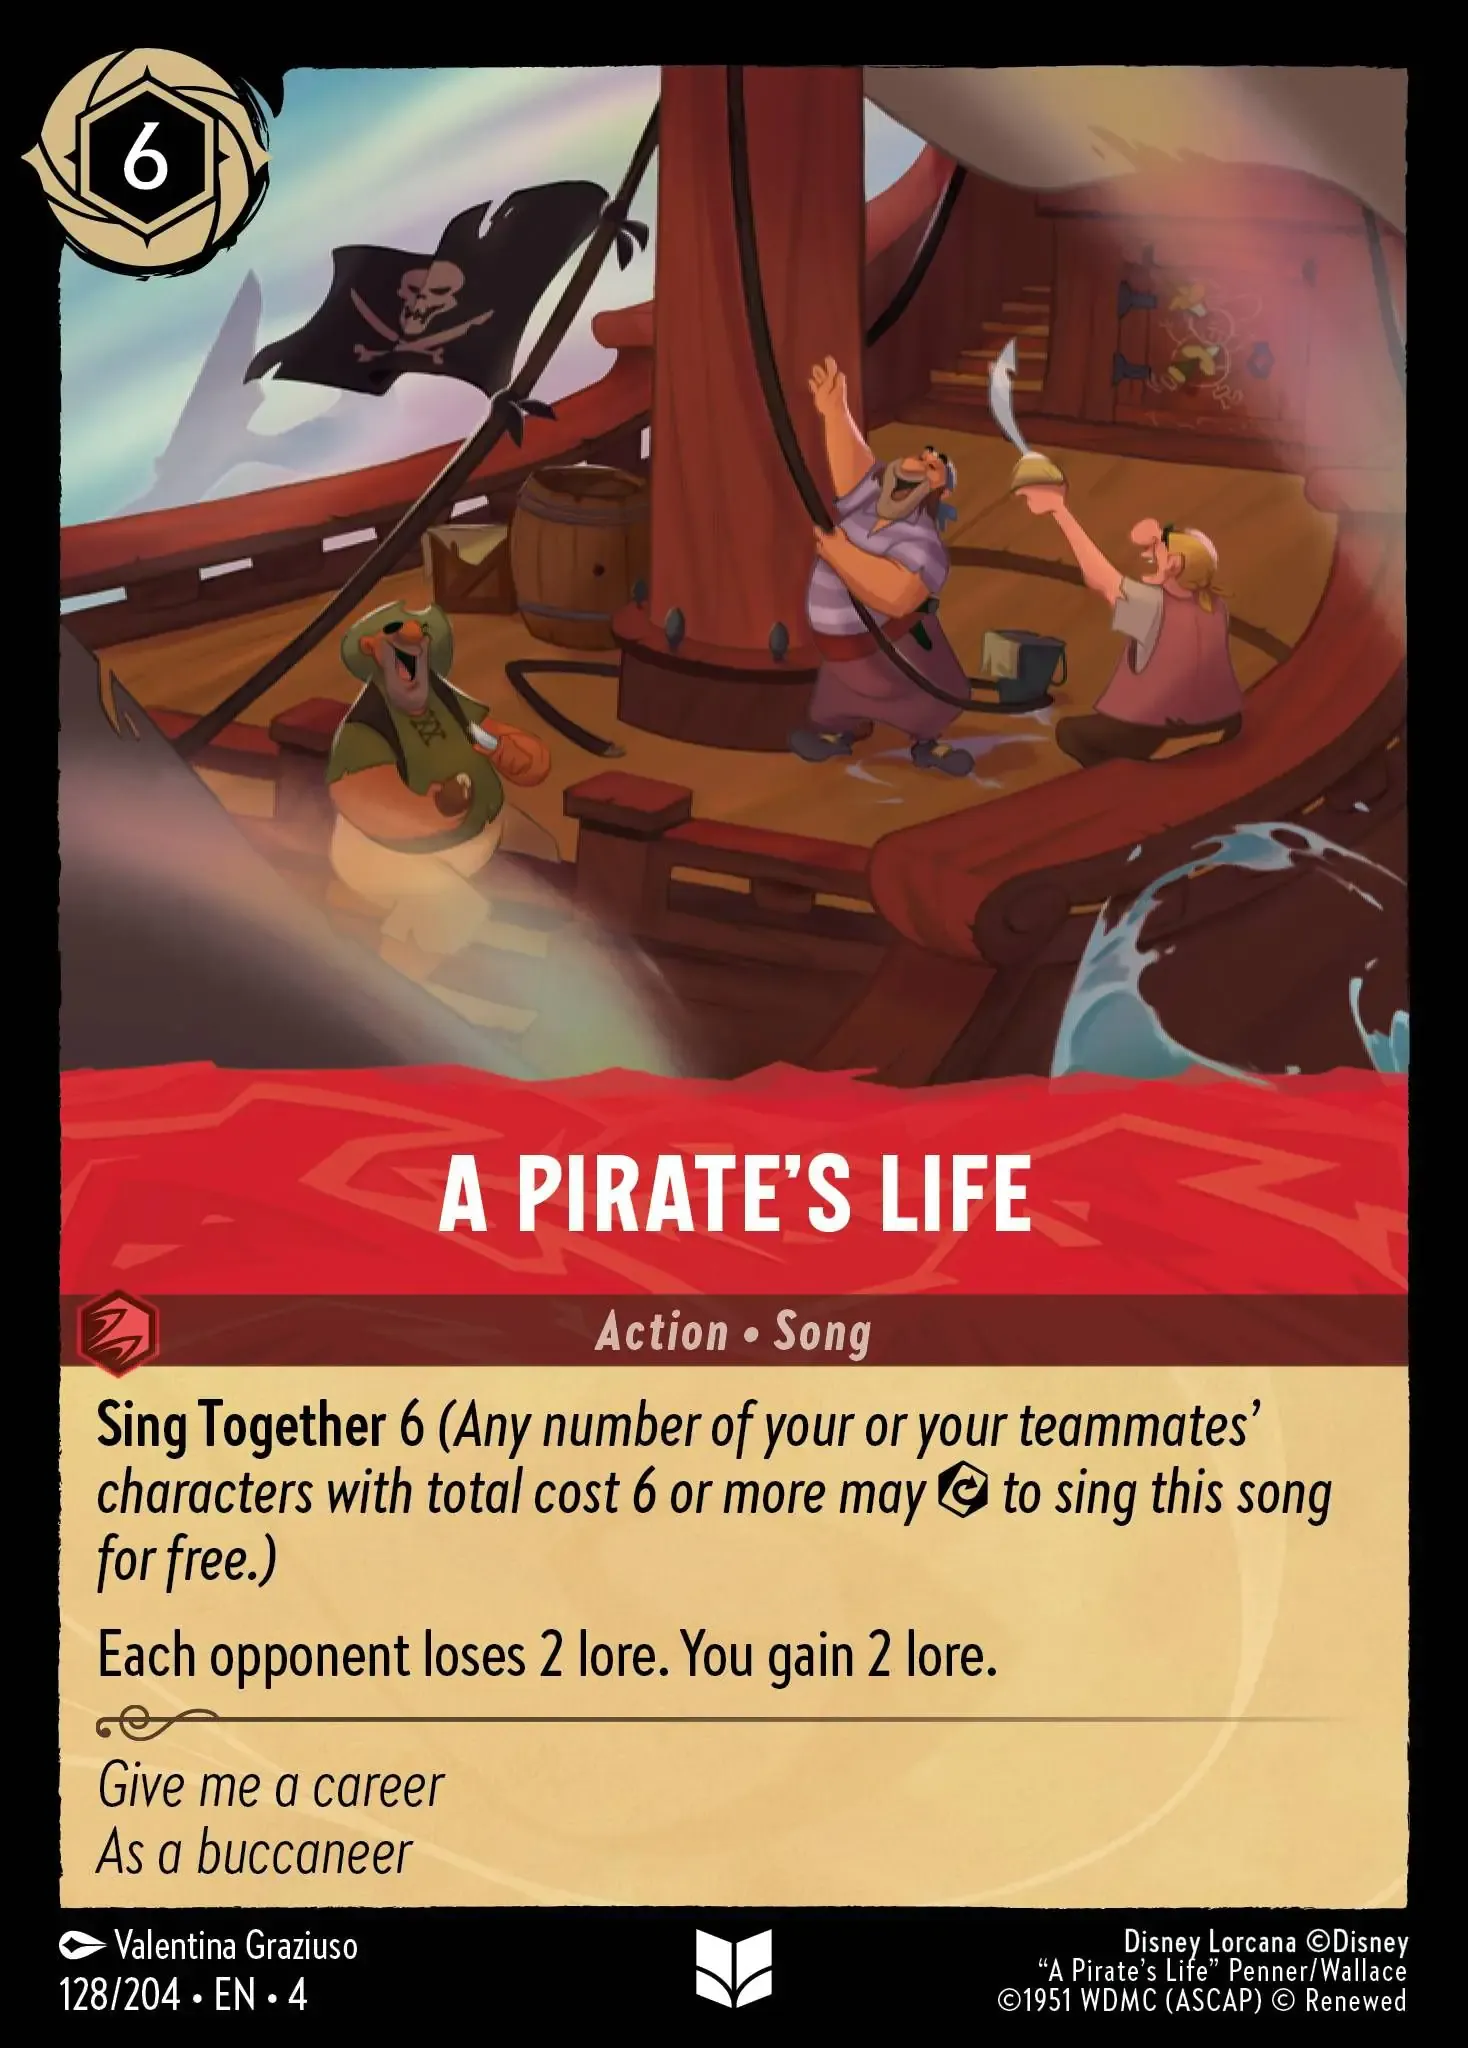 6
A PIRATE’S LIFE
Action • Song
Sing Together 6 (Any number of your or your teammates’
characters with total cost 6 or more may to sing this song
for free.)
Each opponent loses 2 lore. You gain 2 lore.
Give me a career
As a buccaneer
Valentina Graziuso
128/204 • EN • 4
Disney Lorcana ©Disney
“A Pirate’s Life” Penner/Wallace
©1951 WDMC (ASCAP) © Renewed